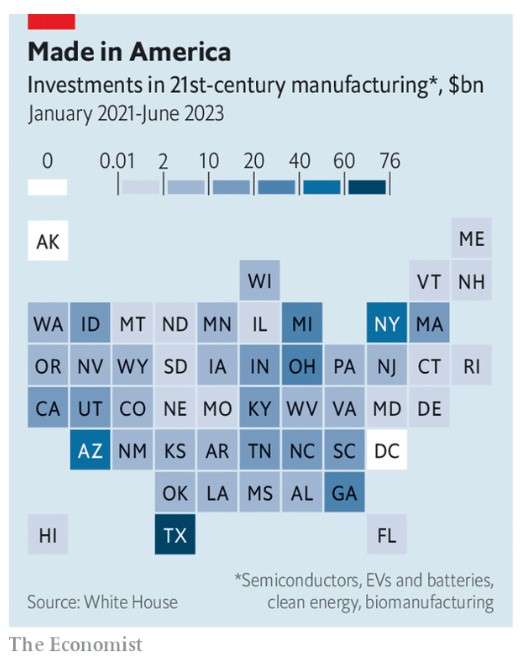 Made in America
Investments in 21st-century manufacturing*, $bn
January 2021-June 2023
0 0.01 2 10 20 40 60 76
AK ME
WI VT NH
WA ID MT ND MN IL MI NY MA
OR NV WY SD IA IN OH PA NJ CT RI
CA UT CO NE MO KY WV VA MD DE
AZ NM KS AR TN NC SC DC
OK LA MS AL GA
HI TX FL
*Semiconductors, EVs and batteries,
Source: White House clean energy, biomanufacturing
The Economist